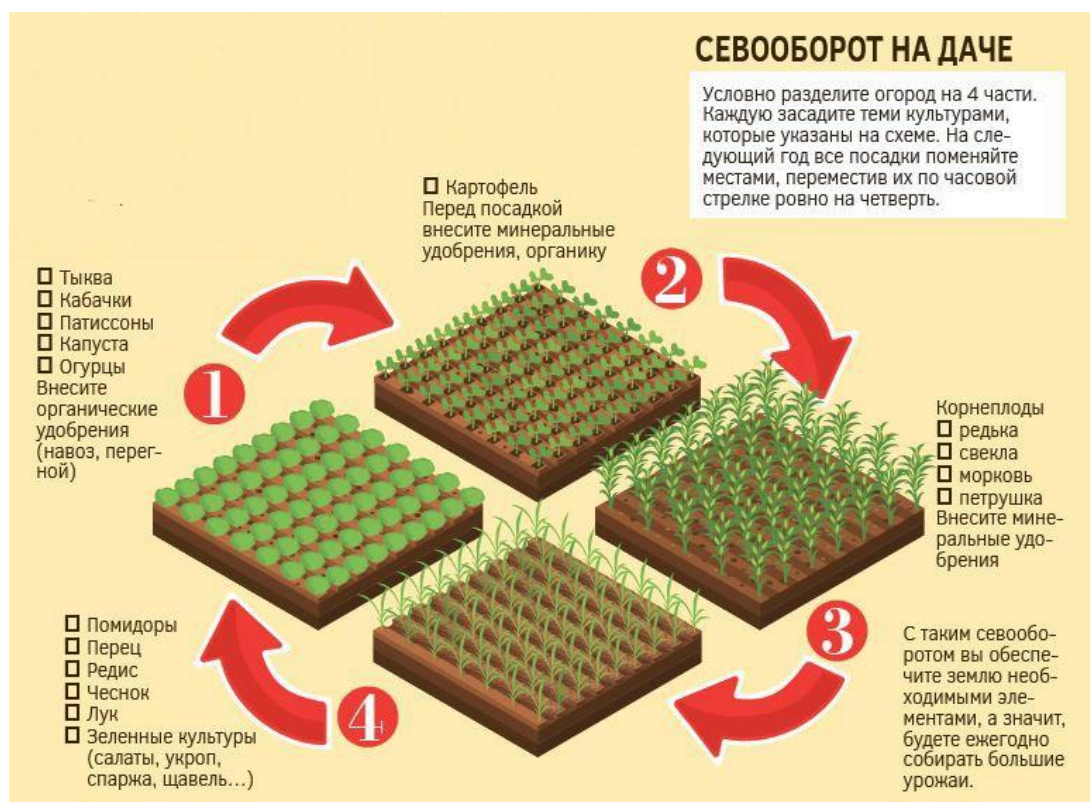 СЕВООБОРОТ НА ДАЧЕ
Условно разделите огород на 4 части.
Каждую засадите теми культурами,
которые указаны на схеме. На сле-
дующий год все посадки поменяйте
местами, переместив их по часовой
стрелке ровно на четверть.
Картофель
Перед посадкой
внесите минеральные
удобрения, органику
2
Тыква
Кабачки
Патиссоны
Капуста
Огурцы
Внесите
органические
удобрения
(навоз, перег-
ной)
1
Корнеплоды
редька
свекла
морковь
петрушка
Внесите мине-
ральные удо-
брения
3
Помидоры
Перец
Редис
Чеснок
Лук
Зеленные культуры
(салаты, укроп,
спаржа, щавель...)
4
С таким севообо-
ротом вы обеспе-
чите землю необ-
ходимыми эле-
ментами, а значит,
будете ежегодно
собирать большие
урожаи.